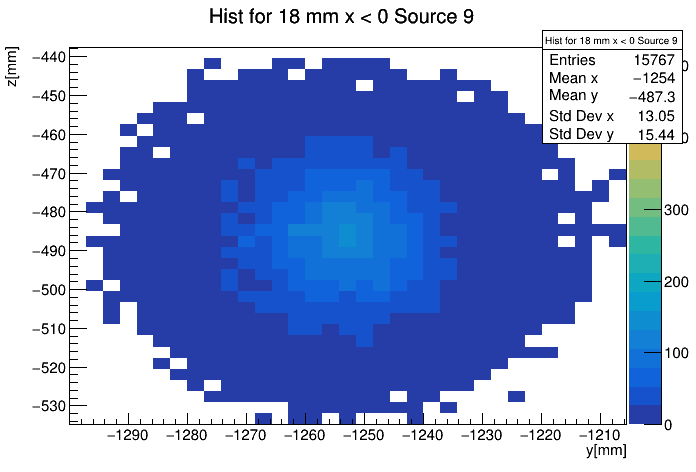 Hist for 18 mm x < 0 Source 9
Hist for 18 mm x < 0 Source 9
Entries 15767
Mean x −1254
Mean y −487.3
Std Dev x 13.05
Std Dev y 15.44
z[mm]
−440
−450
−460
−470
−480
−490
−500
−510
−520
−530
−1290 −1280 −1270 −1260 −1250 −1240 −1230 −1220 −1210
y[mm]
300
200
100
0